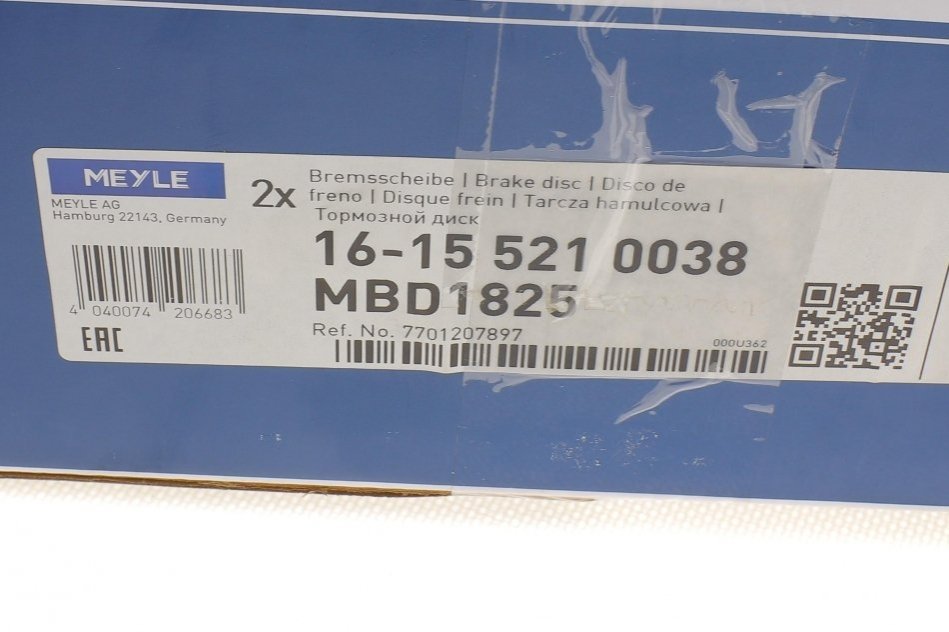 MEYLE
MEYLE AG
Hamburg 22143, Germany
4 040074 206683
EAC
2x
Bremsscheibe | Brake disc | Disco de
freno | Disque frein | Tarcza hamulcowa |
Тормозной диск
16-15 521 0038
MBD1825
Ref. No. 7701207897
000U362